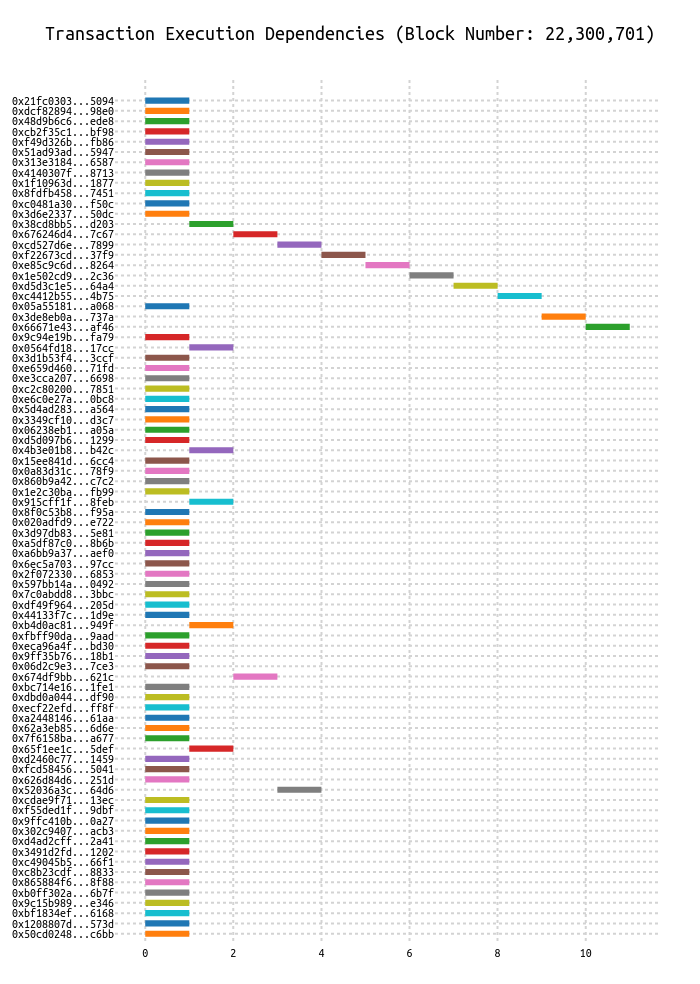 Transaction Execution Dependencies (Block Number: 22,300,701)
0x21fc0303...5094
0xdcf82894...98e0
0x48d9b6c6...ede8
0xcb2f35c1...bf98
0xf49d326b...fb86
0x51ad93ad...5947
0x313e3184...6587
0x4140307f...8713
0x1f10963d...1877
0x8fdfb458...7451
0xc0481a30...f50c
0x3d6e2337...50dc
0x38cd8bb5...d203
0x676246d4...7c67
0xcd527d6e...7899
0xf22673cd...37f9
0xe85c9c6d...8264
0x1e502cd9...2c36
0xd5d3c1e5...64a4
0xc4412b55...4b75
0x05a55181...a068
0x3de8eb0a...737a
0x66671e43...af46
0x9c94e19b...fa79
0x0564fd18...17cc
0x3d1b53f4...3ccf
0xe659d460...71fd
0xe3cca207...6698
0xc2c80200...7851
0xe6c0e27a...0bc8
0x5d4ad283...a564
0x3349cf10...d3c7
0x06238eb1...a05a
0xd5d097b6...1299
0x4b3e01b8...b42c
0x15ee841d...6cc4
0x0a83d31c...78f9
0x860b9a42...c7c2
0x1e2c30ba...fb99
0x915cff1f...8feb
0x8f0c53b8...f95a
0x020adfd9...e722
0x3d97db83...5e81
0xa5df87c0...8b6b
0xa6bb9a37...aef0
0x6ec5a703...97cc
0x2f072330...6853
0x597bb14a...0492
0x7c0abdd8...3bbc
0xdf49f964...205d
0x44133f7c...1d9e
0xb4d0ac81...949f
0xfbff90da...9aad
0xeca96a4f...bd30
0x9ff35b76...18b1
0x06d2c9e3...7ce3
0x674df9bb...621c
0xbc714e16...1fe1
0xdbd0a044...df90
0xecf22efd...ff8f
0xa2448146...61aa
0x62a3eb85...6d6e
0x7f6158ba...a677
0x65f1ee1c...5def
0xd2460c77...1459
0xfcd58456...5041
0x626d84d6...251d
0x52036a3c...64d6
0xcdae9f71...13ec
0xf55ded1f...9dbf
0x9ffc410b...0a27
0x302c9407...acb3
0xd4ad2cff...2a41
0x3491d2fd...1202
0xc49045b5...66f1
0xc8b23cdf...8833
0x865884f6...8f88
0xb0ff302a...6b7f
0x9c15b989...e346
0xbf1834ef...6168
0x1208807d...573d
0x50cd0248...c6bb
0 2 4 6 8 10